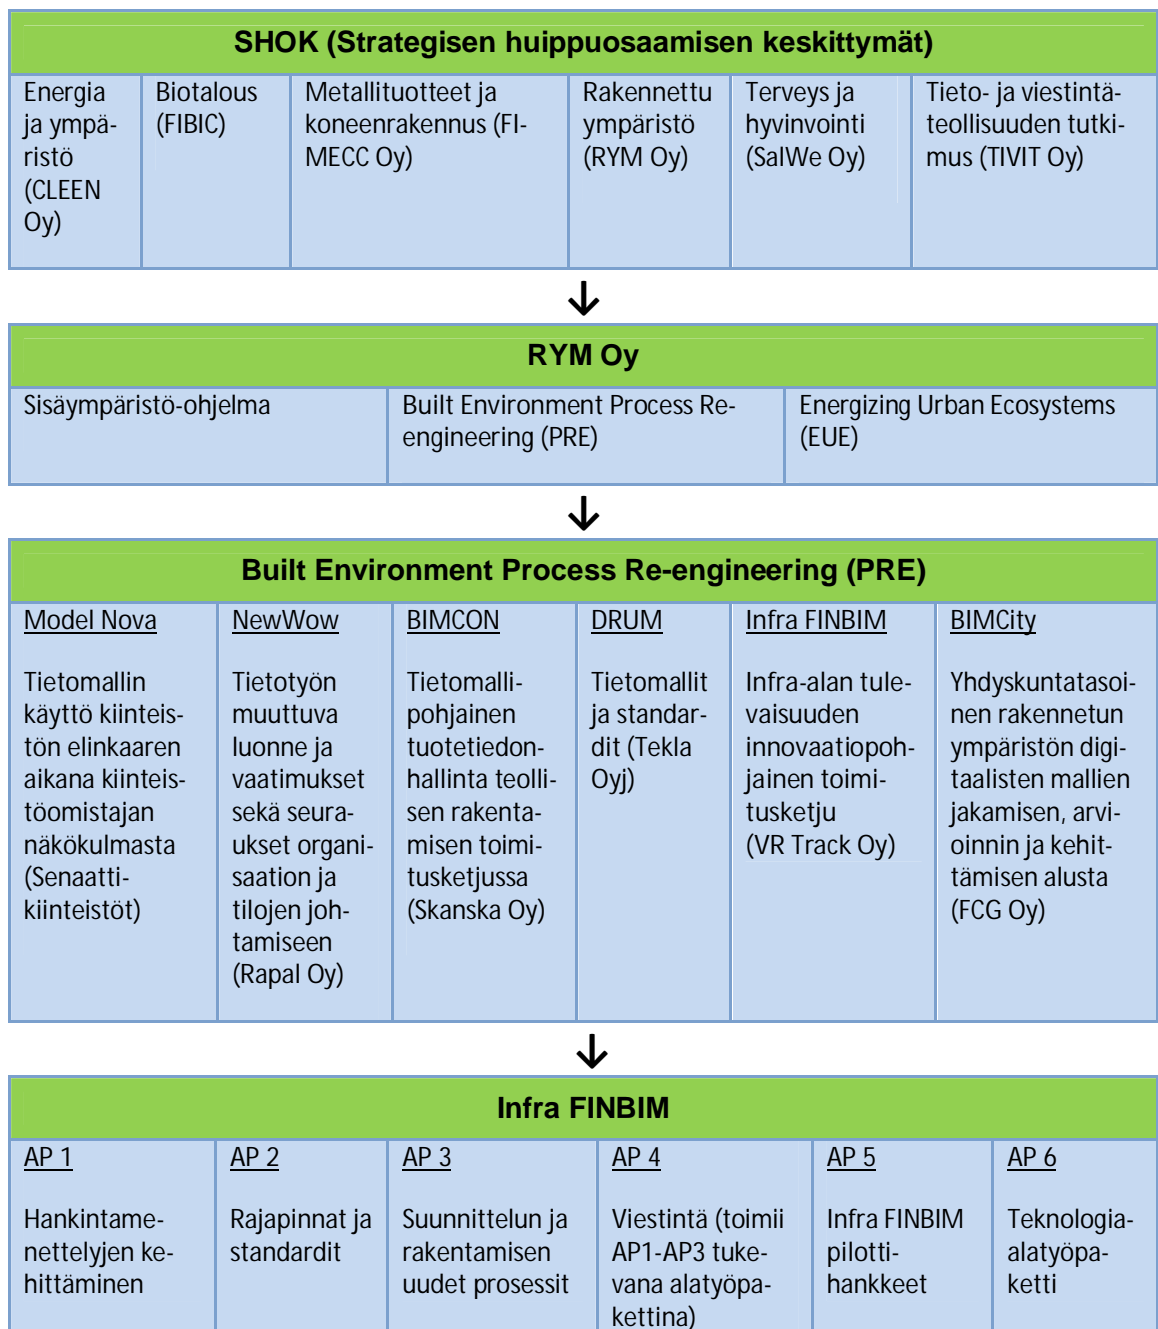 SHOK (Strategisen huippuosaamisen keskittymät)
Energia
ja ympä-
ristö
(CLEEN
Oy)
Biotalous
(FIBIC)
Metallituotteet ja
koneenrakennus (FI-
MECC Oy)
Rakennettu
ympäristö
(RYM Oy)
Terveys ja
hyvinvointi
(SalWe Oy)
Tieto- ja viestintä-
teollisuuden tutki-
mus (TIVIT Oy)
RYM Oy
Sisäympäristö-ohjelma
Built Environment Process Re-
engineering (PRE)
Energizing Urban Ecosystems
(EUE)
Built Environment Process Re-engineering (PRE)
Model Nova
Tietomallin
käyttö kiinteis-
tön elinkaaren
aikana kiinteis-
töomistajan
näkökulmasta
(Senaatti-
kiinteistöt)
NewWow
Tietotyön
muuttuva
luonne ja
vaatimukset
sekä seura-
ukset organi-
saation ja
tilojen joh-
tamiseen
(Rapal Oy)
BIMCON
Tietomalli-
pohjainen
tuotetiedon-
hallinta teolli-
sen rakenta-
misen toimi-
tusketjussa
(Skanska Oy)
DRUM
Tietomallit
ja standar-
dit (Tekla
Oyj)
Infra FINBIM
Infra-alan tule-
vaisuuden
innovaatiopoh-
jainen toimi-
tusketju
(VR Track Oy)
BIMCity
Yhdyskuntatasoi-
nen rakennetun
ympäristön digi-
taalisten mallien
jakamisen, arvi-
oinnin ja kehit-
tämisen alusta
(FCG Oy)
Infra FINBIM
AP 1
Hankintame-
nettelyjen ke-
hittäminen
AP 2
Rajapinnat ja
standardit
AP 3
Suunnittelun ja
rakentamisen
uudet prosessit
AP 4
Viestintä (toimii
AP1-AP3 tuke-
vana alatyöpa-
kettina)
AP 5
Infra FINBIM
pilotti-
hankkeet
AP 6
Teknologia-
alatyöpa-
ketti